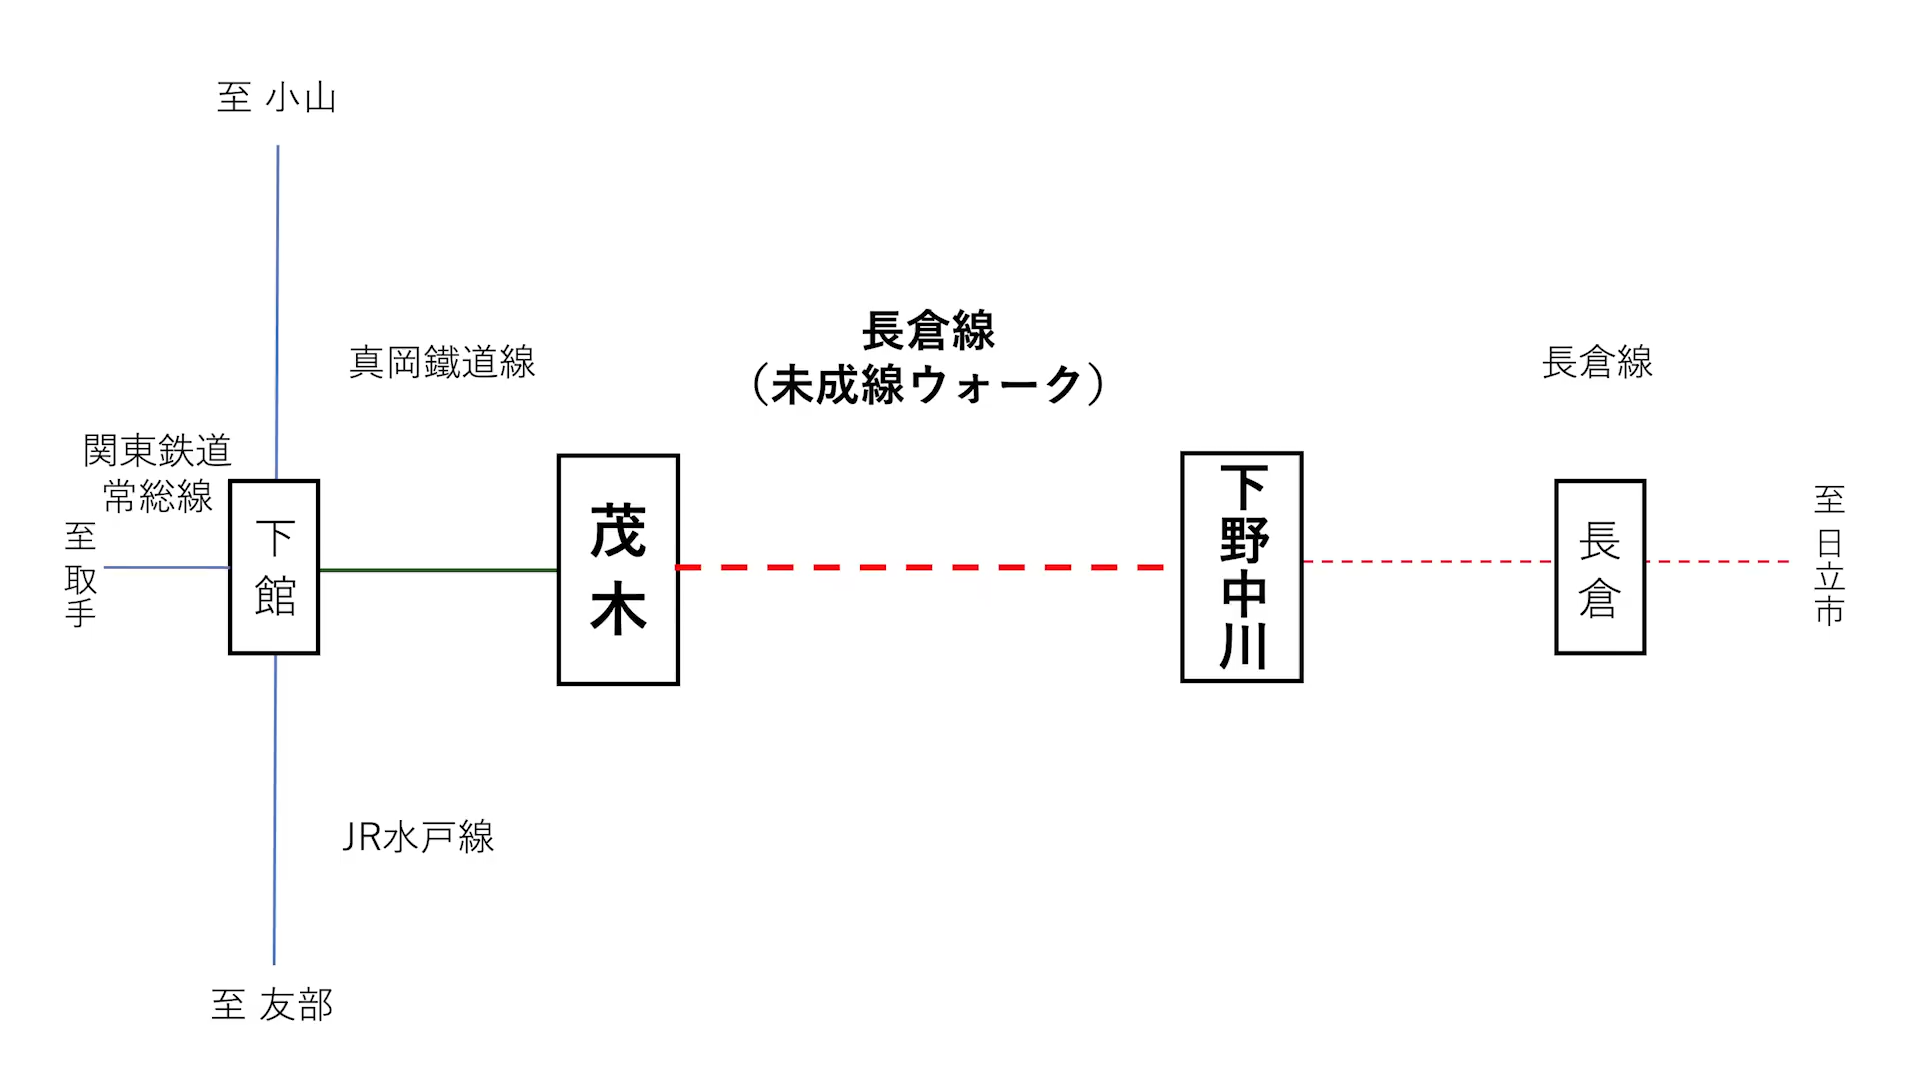 至 小山
真岡鐵道線
長倉線
（未成線ウォーク）
長倉線
関東鉄道
常総線
至取手
下館
茂木
下野中川
長倉
至日立市
JR水戸線
至 友部